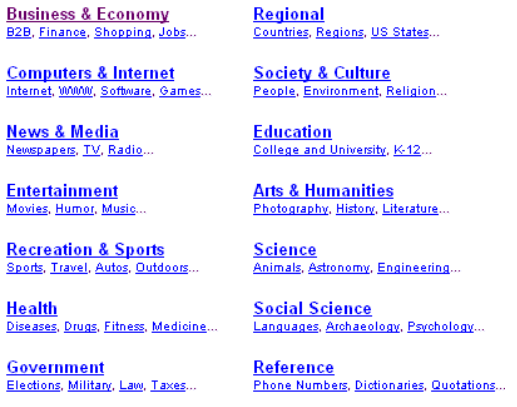 Business & Economy
B2B, Finance, Shopping, Jobs...
Computers & Internet
Internet, WWW, Software, Games...
News & Media
Newspapers, TV, Radio...
Entertainment
Movies, Humor, Music...
Recreation & Sports
Sports, Travel, Autos, Outdoors...
Health
Diseases, Drugs, Fitness, Medicine...
Government
Elections, Military, Law, Taxes...
Regional
Countries, Regions, US States...
Society & Culture
People, Environment, Religion...
Education
College and University, K-12...
Arts & Humanities
Photography, History, Literature...
Science
Animals, Astronomy, Engineering...
Social Science
Languages, Archaeology, Psychology...
Reference
Phone Numbers, Dictionaries, Quotations...